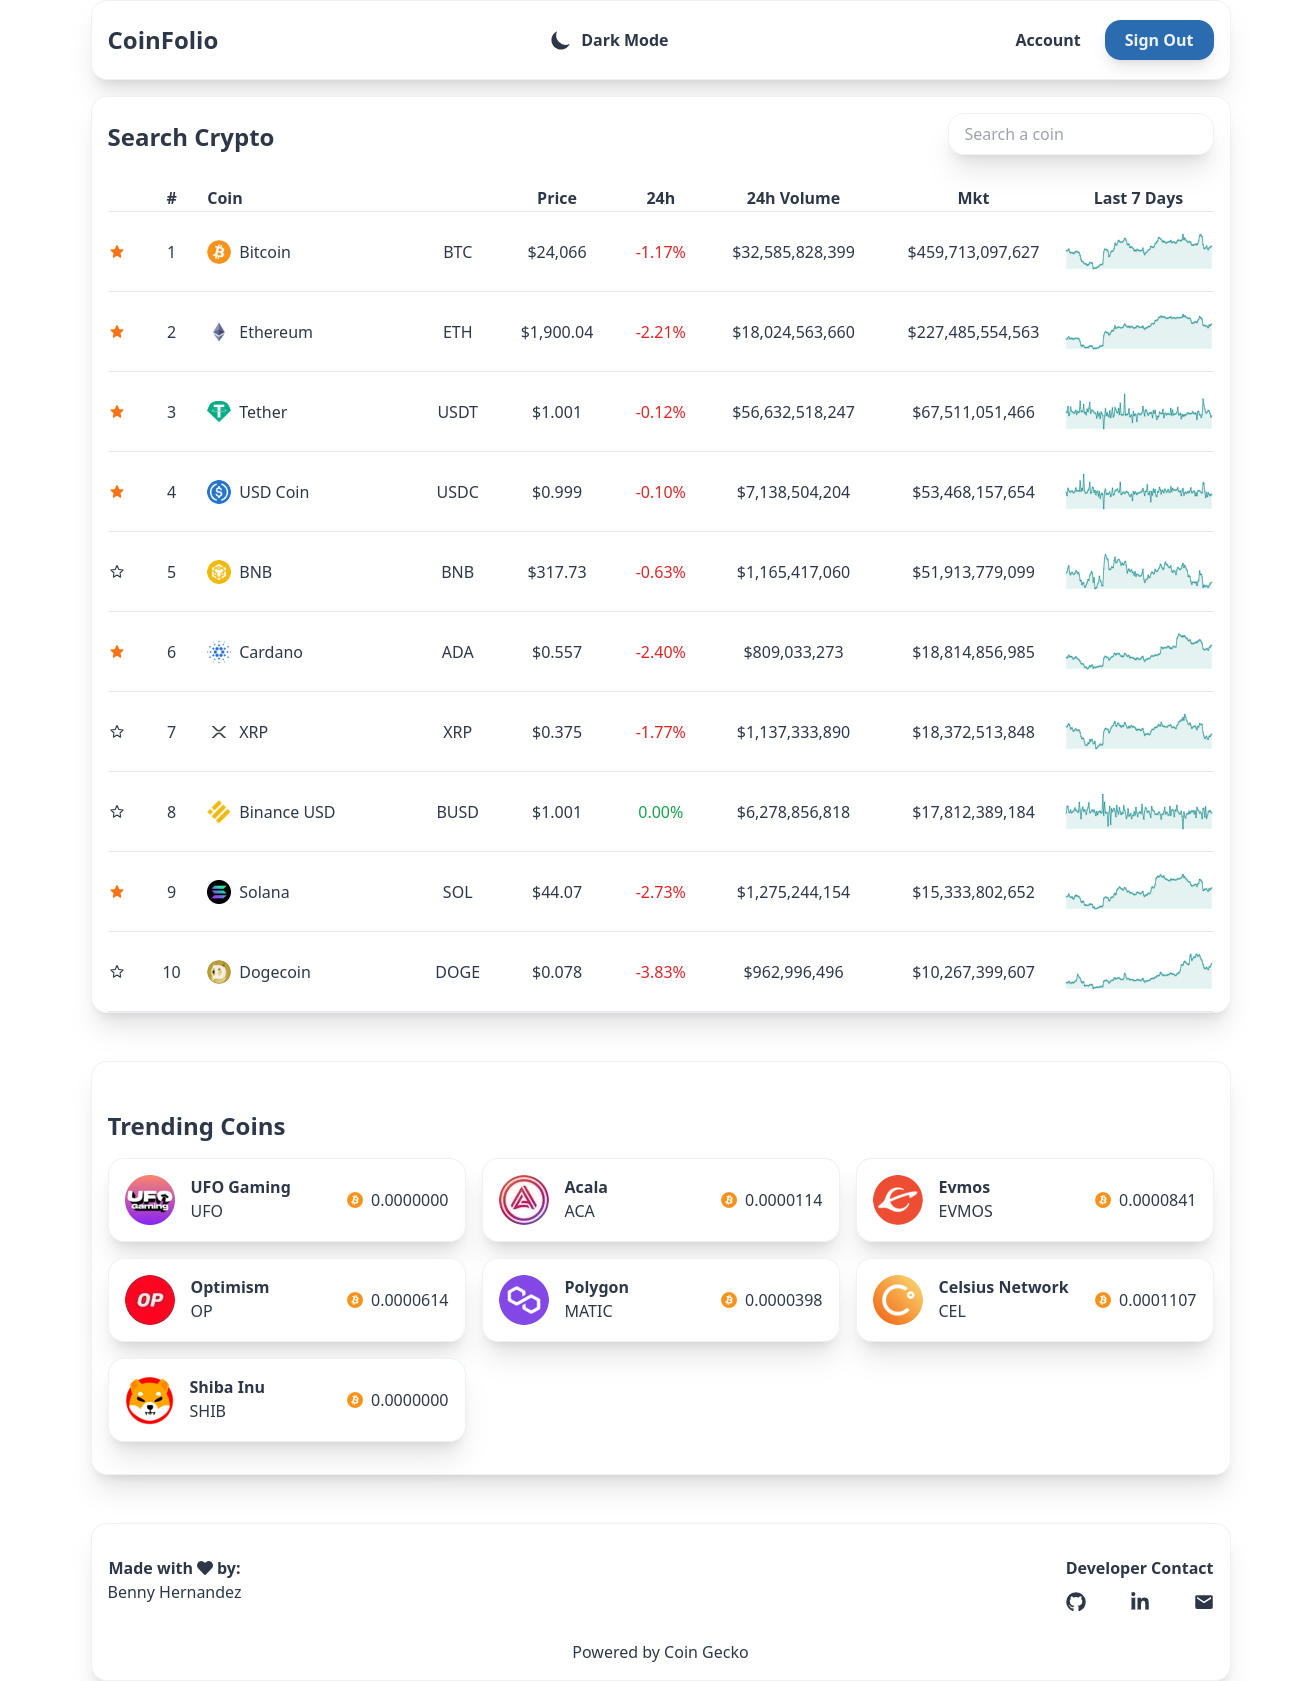 CoinFolio
Dark Mode
Account
Sign Out
Search Crypto
Search a coin
# Coin Price 24h 24h Volume Mkt Last 7 Days
1 Bitcoin BTC $24,066 -1.17% $32,585,828,399 $459,713,097,627
2 Ethereum ETH $1,900.04 -2.21% $18,024,563,660 $227,485,554,563
3 Tether USDT $1.001 -0.12% $56,632,518,247 $67,511,051,466
4 USD Coin USDC $0.999 -0.10% $7,138,504,204 $53,468,157,654
5 BNB BNB $317.73 -0.63% $1,165,417,060 $51,913,779,099
6 Cardano ADA $0.557 -2.40% $809,033,273 $18,814,856,985
7 XRP XRP $0.375 -1.77% $1,137,333,890 $18,372,513,848
8 Binance USD BUSD $1.001 0.00% $6,278,856,818 $17,812,389,184
9 Solana SOL $44.07 -2.73% $1,275,244,154 $15,333,802,652
10 Dogecoin DOGE $0.078 -3.83% $962,996,496 $10,267,399,607
Trending Coins
UFO Gaming
UFO Gaming
UFO
0.0000000
Acala
ACA
0.0000114
Evmos
EVMOS
0.0000841
OP
Optimism
OP
0.0000614
Polygon
MATIC
0.0000398
Celsius Network
CEL
0.0001107
Shiba Inu
SHIB
0.0000000
Made with by:
Benny Hernandez
Developer Contact
in
Powered by Coin Gecko